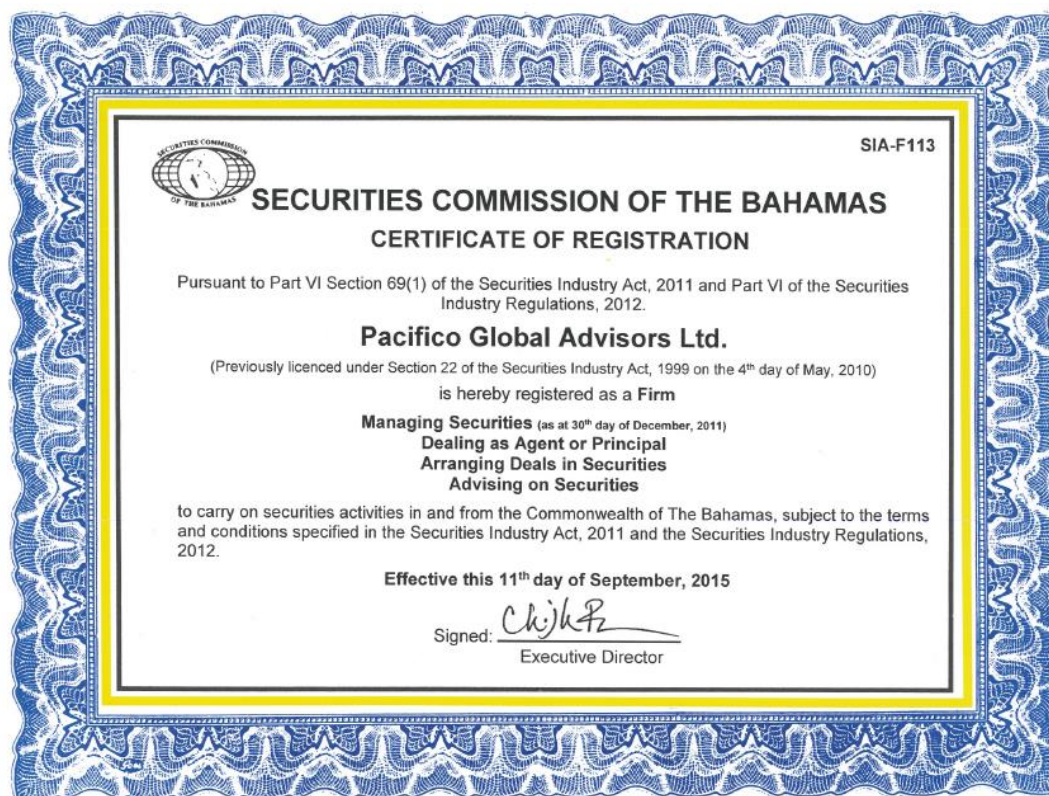 SIA-F113
SECURITIES COMMISSION
OF THE BAHAMAS
SECURITIES COMMISSION OF THE BAHAMAS
CERTIFICATE OF REGISTRATION
Pursuant to Part VI Section 69(1) of the Securities Industry Act, 2011 and Part VI of the Securities
Industry Regulations, 2012.
Pacifico Global Advisors Ltd.
(Previously licenced under Section 22 of the Securities Industry Act, 1999 on the 4th day of May, 2010)
is hereby registered as a Firm
Managing Securities (as at 30th day of December, 2011)
Dealing as Agent or Principal
Arranging Deals in Securities
Advising on Securities
to carry on securities activities in and from the Commonwealth of The Bahamas, subject to the terms
and conditions specified in the Securities Industry Act, 2011 and the Securities Industry Regulations,
2012.
Effective this 11th day of September, 2015
Signed:
Executive Director